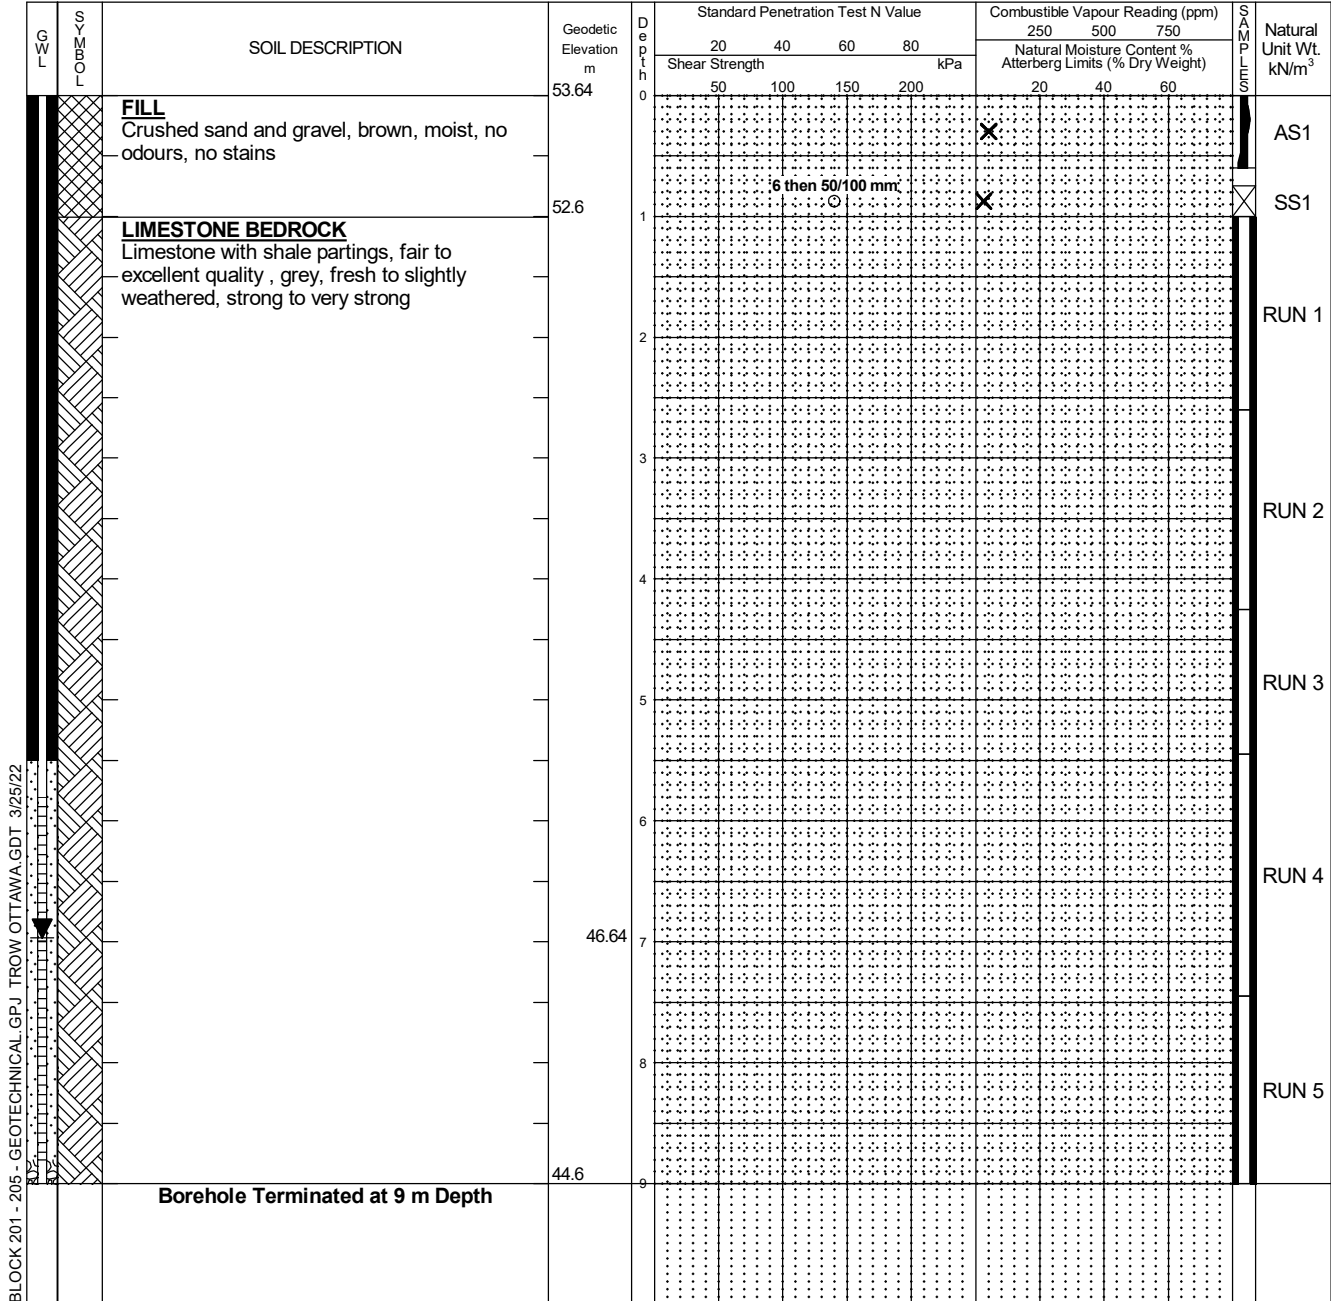 GWL
SYMBOL
SOIL DESCRIPTION
Geodetic
Elevation
m
Depth
Standard Penetration Test N Value
20 40 60 80
Shear Strength kPa
50 100 150 200
Combustible Vapour Reading (ppm)
250 500 750
Natural Moisture Content %
Atterberg Limits (% Dry Weight)
20 40 60
SAMPLES
Natural
Unit Wt.
kN/m³
53.64
0
FILL
Crushed sand and gravel, brown, moist, no
odours, no stains
AS1
6 then 50/100 mm
SS1
52.6
1
LIMESTONE BEDROCK
Limestone with shale partings, fair to
excellent quality , grey, fresh to slightly
weathered, strong to very strong
RUN 1
2
3
RUN 2
4
RUN 3
5
6
RUN 4
46.64
7
8
RUN 5
44.6
9
Borehole Terminated at 9 m Depth
BLOCK 201 - 205 - GEOTECHNICAL.GPJ TROW OTTAWA.GDT 3/25/22